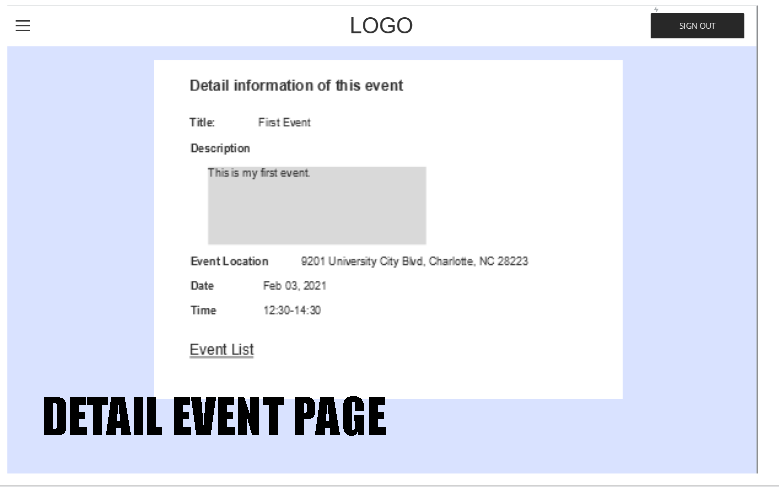 LOGO
SIGN OUT
Detail information of this event
Title: First Event
Description
This is my first event.
Event Location 9201 University City Blvd, Charlotte, NC 28223
Date Feb 03, 2021
Time 12:30-14:30
Event List
DETAIL EVENT PAGE